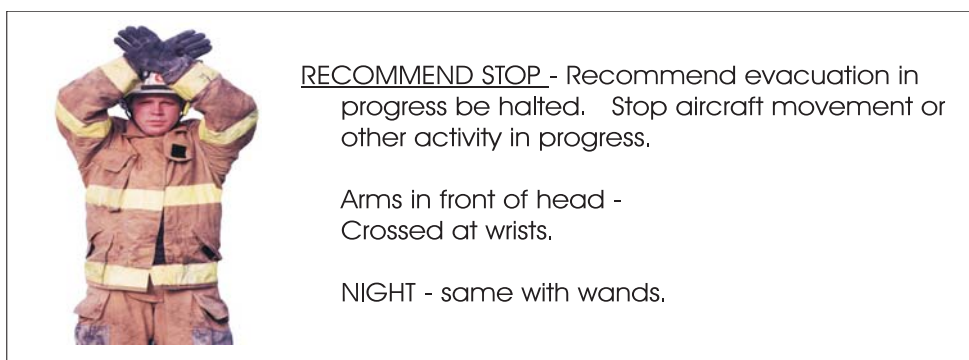 RECOMMEND STOP - Recommend evacuation in
progress be halted. Stop aircraft movement or
other activity in progress.
Arms in front of head -
Crossed at wrists.
NIGHT - same with wands.